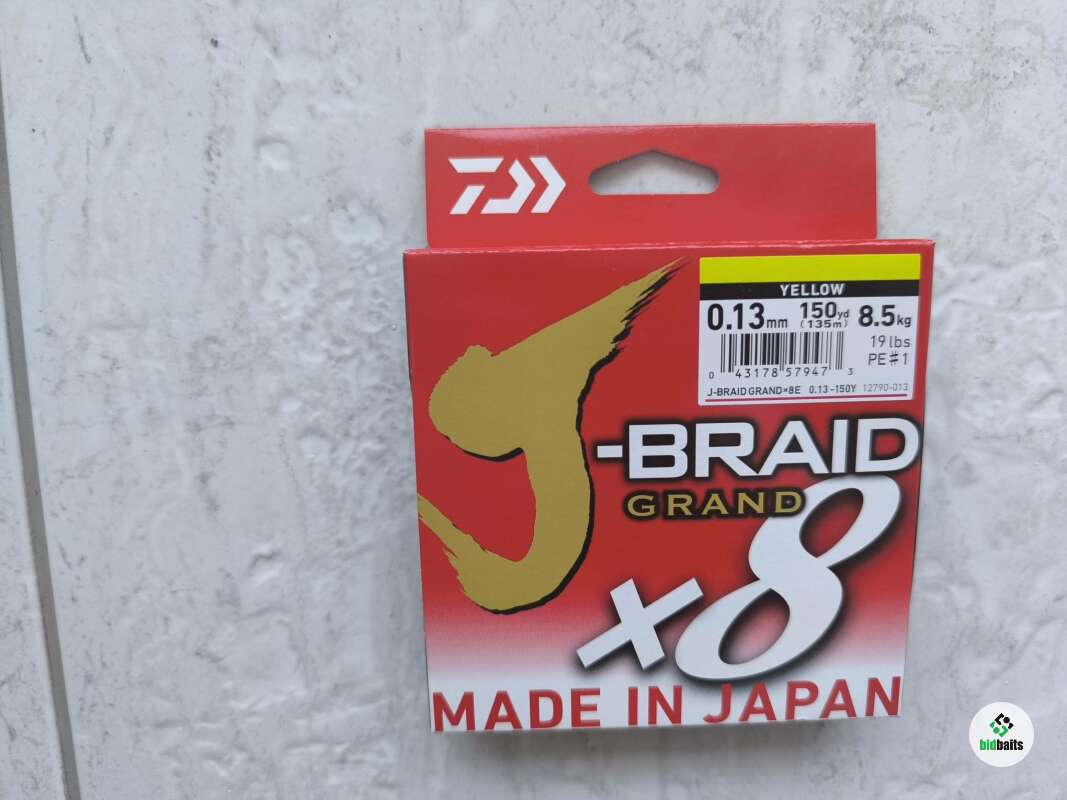 YELLOW
0.13mm 150yd (135m) 8.5kg
19 lbs
PE#1
0 43178 57947 3
J-BRAID GRAND×8E 0.13-150Y 12790-013
J-BRAID
GRAND
x8
MADE IN JAPAN
bidbaits